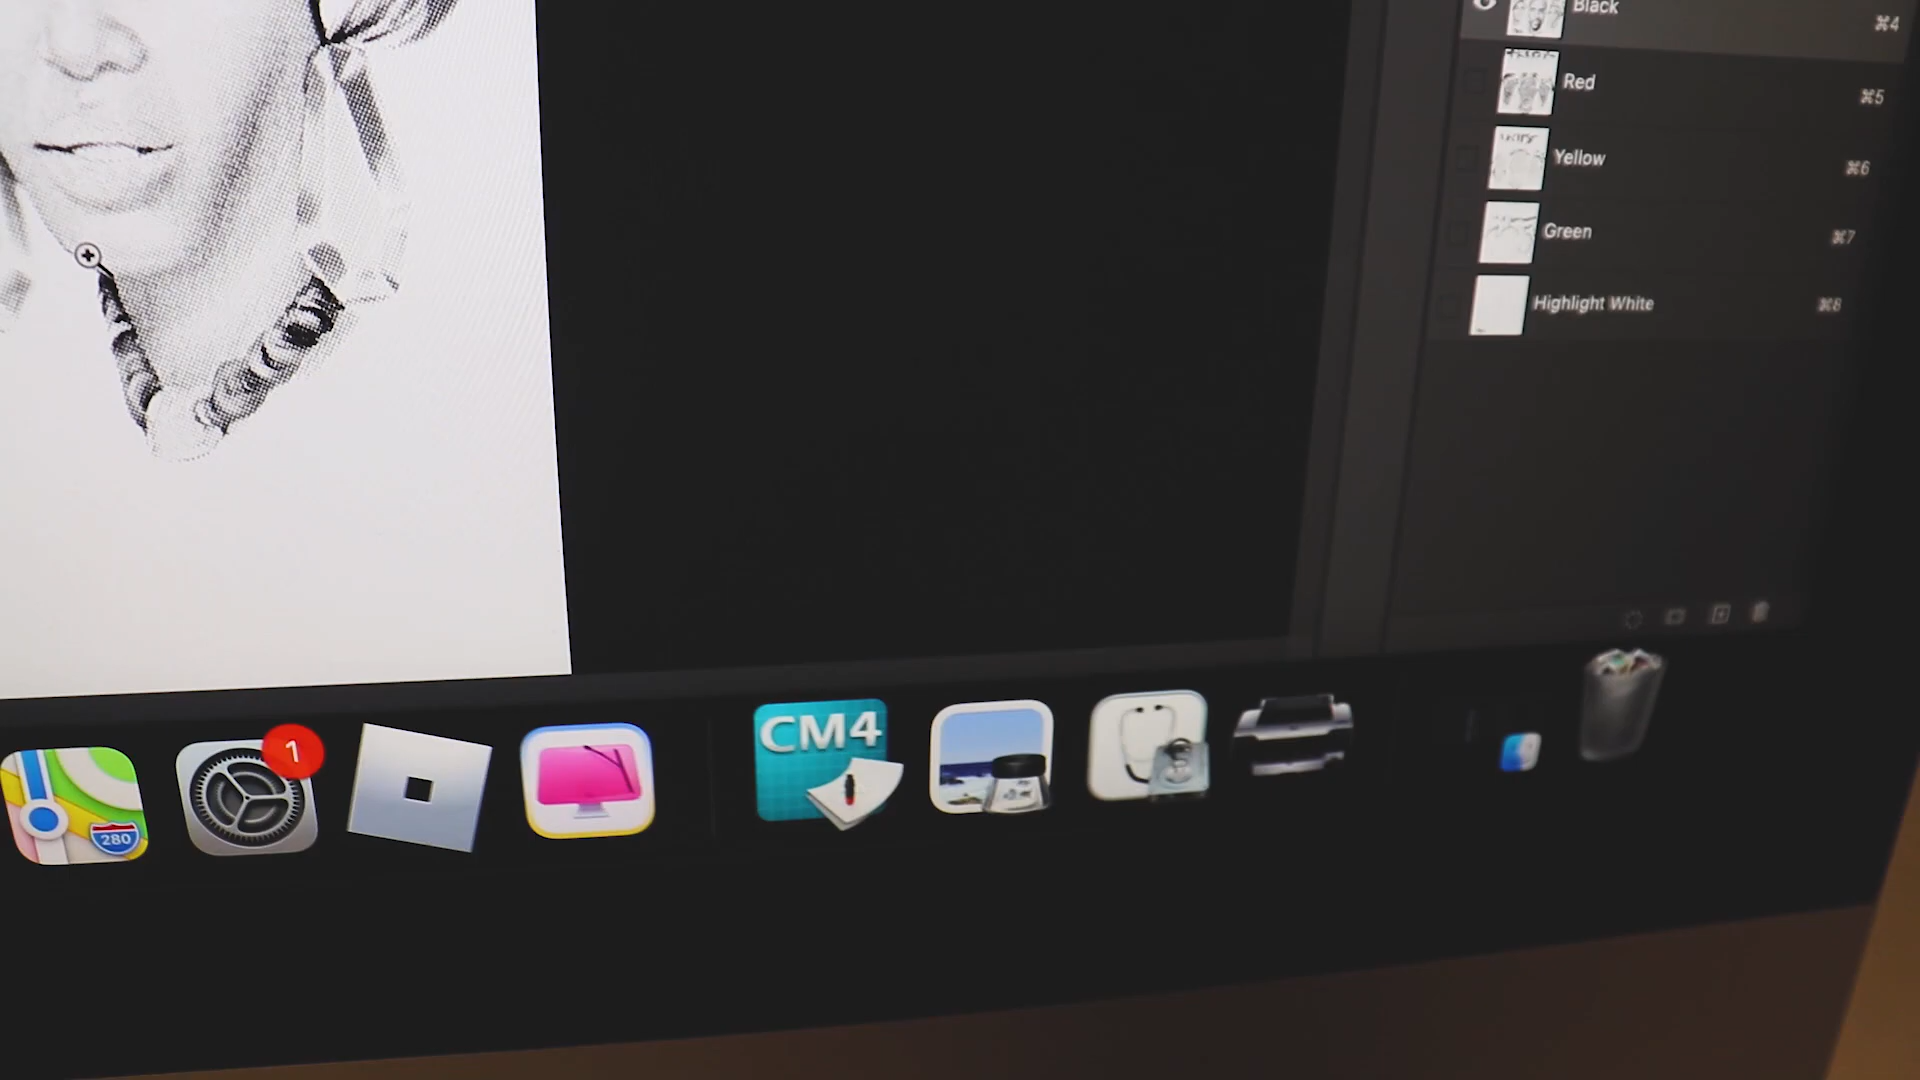 Black
⌘4
Red
⌘5
Yellow
⌘6
Green
⌘7
Highlight White
⌘8
1
280
CM4